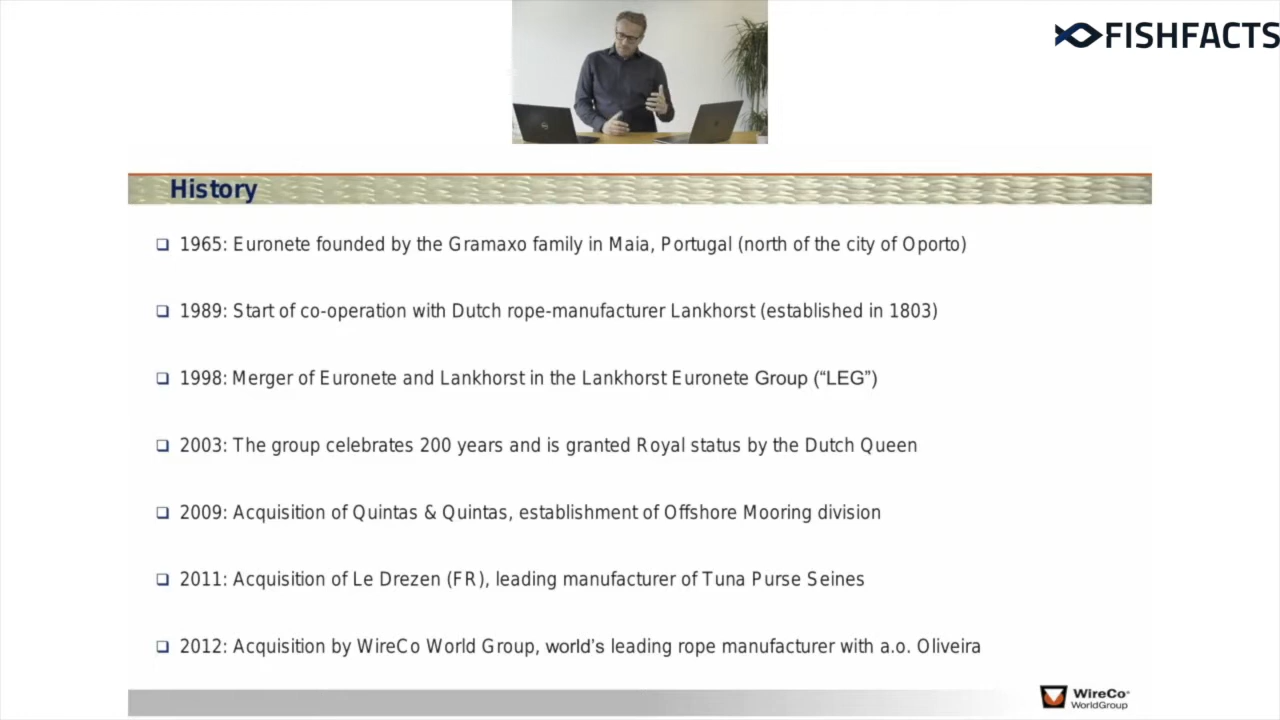 FISHFACTS
History
1965: Euronete founded by the Gramaxo family in Maia, Portugal (north of the city of Oporto)
1989: Start of co-operation with Dutch rope-manufacturer Lankhorst (established in 1803)
1998: Merger of Euronete and Lankhorst in the Lankhorst Euronete Group (“LEG”)
2003: The group celebrates 200 years and is granted Royal status by the Dutch Queen
2009: Acquisition of Quintas & Quintas, establishment of Offshore Mooring division
2011: Acquisition of Le Drezen (FR), leading manufacturer of Tuna Purse Seines
2012: Acquisition by WireCo World Group, world’s leading rope manufacturer with a.o. Oliveira
WireCo
WorldGroup